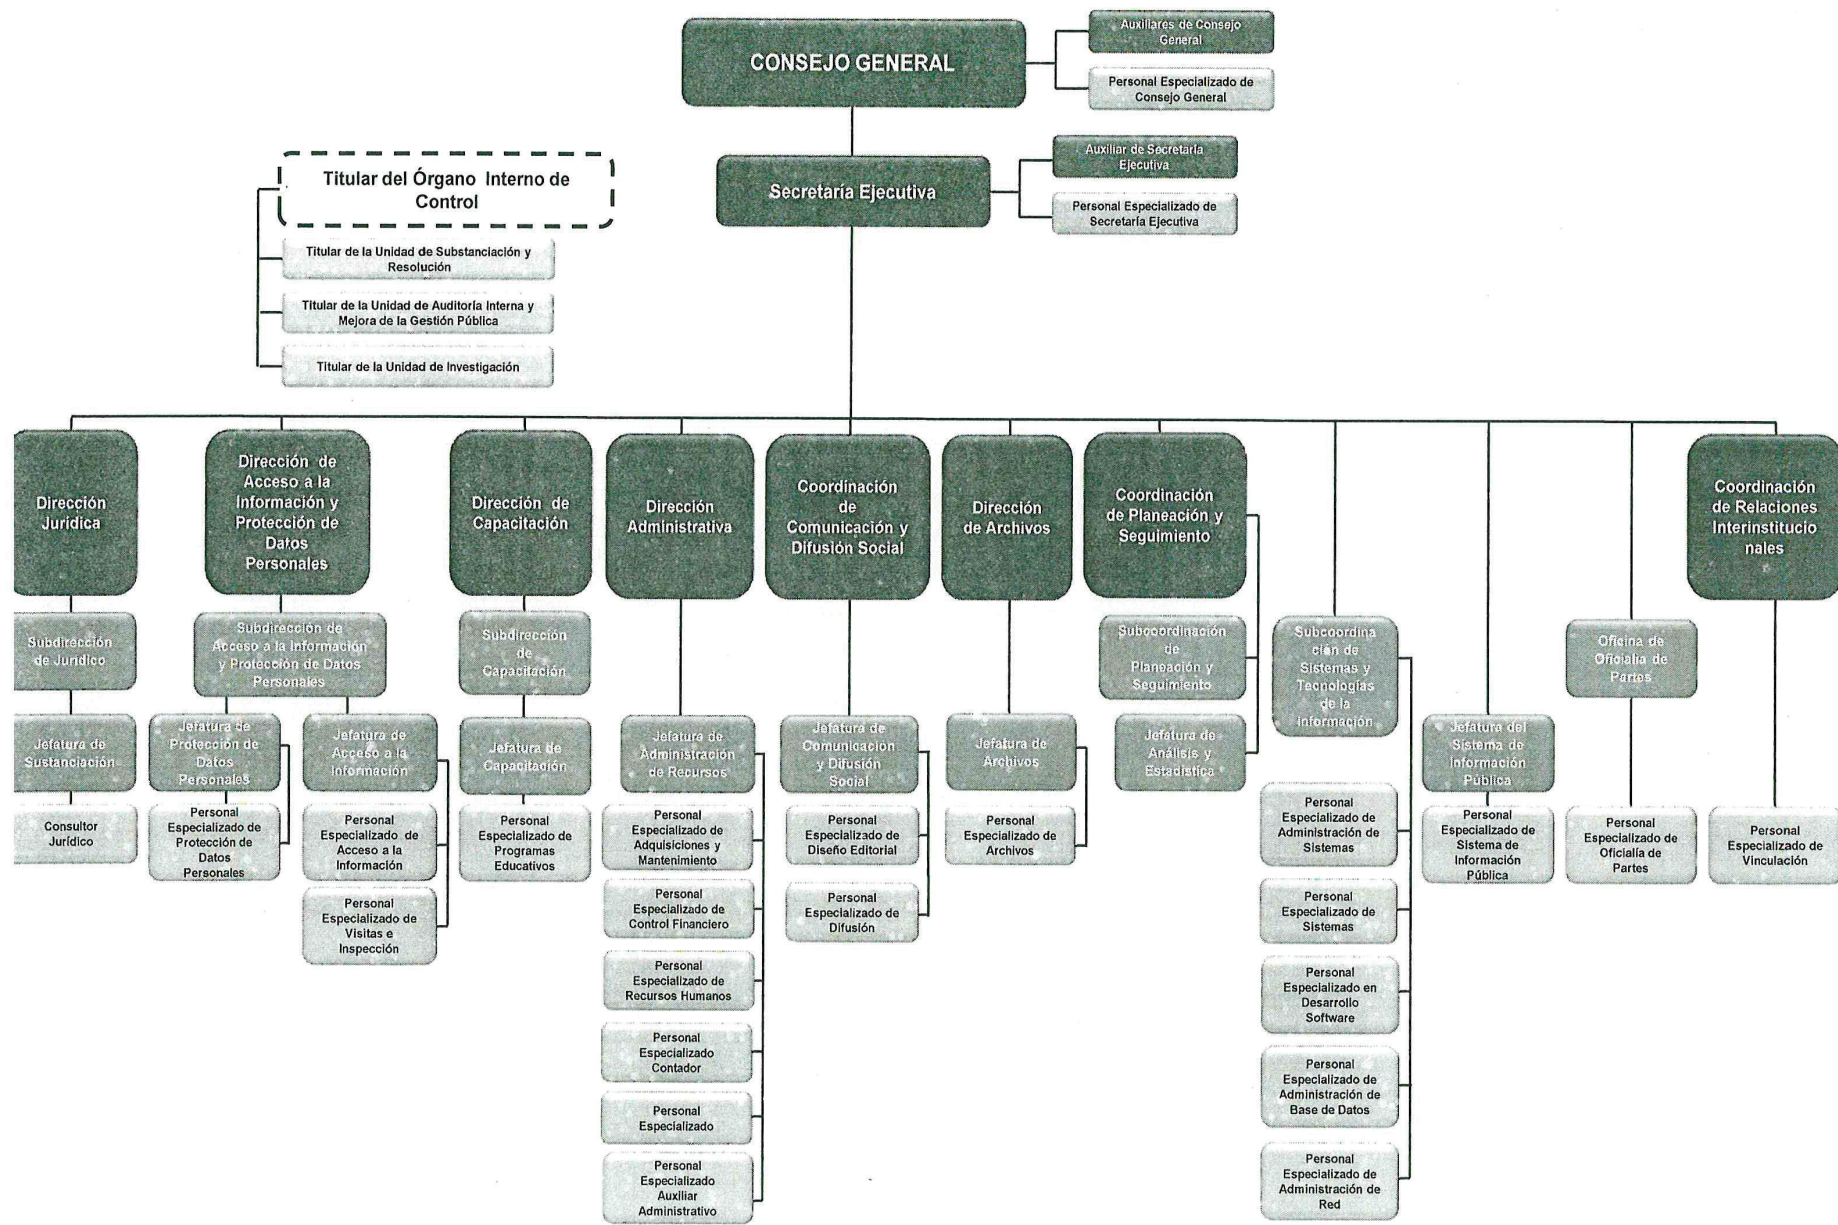 CONSEJO GENERAL
Auxiliares de Consejo
General
Personal Especializado de
Consejo General
Secretaría Ejecutiva
Auxiliar de Secretaría
Ejecutiva
Personal Especializado de
Secretaría Ejecutiva
Titular del Órgano Interno de
Control
Titular de la Unidad de Substanciación y
Resolución
Titular de la Unidad de Auditoría Interna y
Mejora de la Gestión Pública
Titular de la Unidad de Investigación
Dirección
Jurídica
Subdirección
de Jurídico
Jefatura de
Sustanciación
Consultor
Jurídico
Dirección de
Acceso a la
Información y
Protección de
Datos
Personales
Subdirección de
Acceso a la Información
y Protección de Datos
Personales
Jefatura de
Protección de
Datos
Personales
Personal
Especializado de
Protección de
Datos
Personales
Jefatura de
Acceso a la
Información
Personal
Especializado de
Acceso a la
Información
Personal
Especializado de
Visitas e
Inspección
Dirección de
Capacitación
Subdirección
de
Capacitación
Jefatura de
Capacitación
Personal
Especializado de
Programas
Educativos
Dirección
Administrativa
Jefatura de
Administración
de Recursos
Personal
Especializado de
Adquisiciones y
Mantenimiento
Personal
Especializado de
Control Financiero
Personal
Especializado de
Recursos Humanos
Personal
Especializado
Contador
Personal
Especializado
Personal
Especializado
Auxiliar
Administrativo
Coordinación
de
Comunicación y
Difusión Social
Jefatura de
Comunicación
y Difusión
Social
Personal
Especializado de
Diseño Editorial
Personal
Especializado de
Difusión
Dirección
de Archivos
Jefatura de
Archivos
Personal
Especializado de
Archivos
Coordinación
de Planeación y
Seguimiento
Subcoordinación
de
Planeación y
Seguimiento
Jefatura de
Análisis y
Estadística
Subcoordina
ción de
Sistemas y
Tecnologías
de la
Información
Personal
Especializado de
Administración de
Sistemas
Personal
Especializado de
Sistemas
Personal
Especializado en
Desarrollo
Software
Personal
Especializado de
Administración de
Base de Datos
Personal
Especializado de
Administración de
Red
Jefatura del
Sistema de
Información
Pública
Personal
Especializado de
Sistema de
Información
Pública
Oficina de
Oficialia de
Partes
Personal
Especializado de
Oficialía de
Partes
Coordinación
de Relaciones
Interinstitucio
nales
Personal
Especializado de
Vinculación